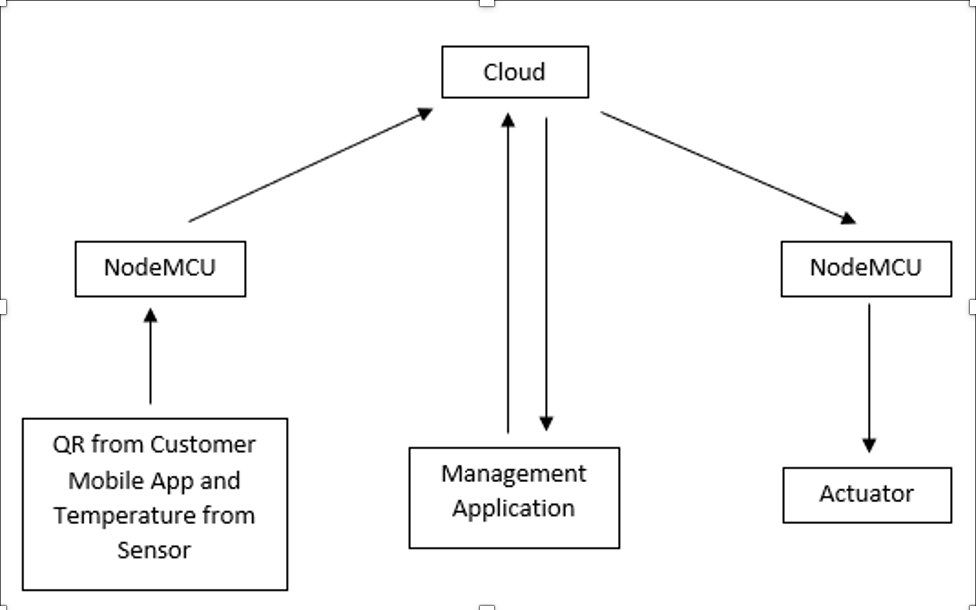 Cloud
NodeMCU
NodeMCU
QR from Customer
Mobile App and
Temperature from
Sensor
Management
Application
Actuator